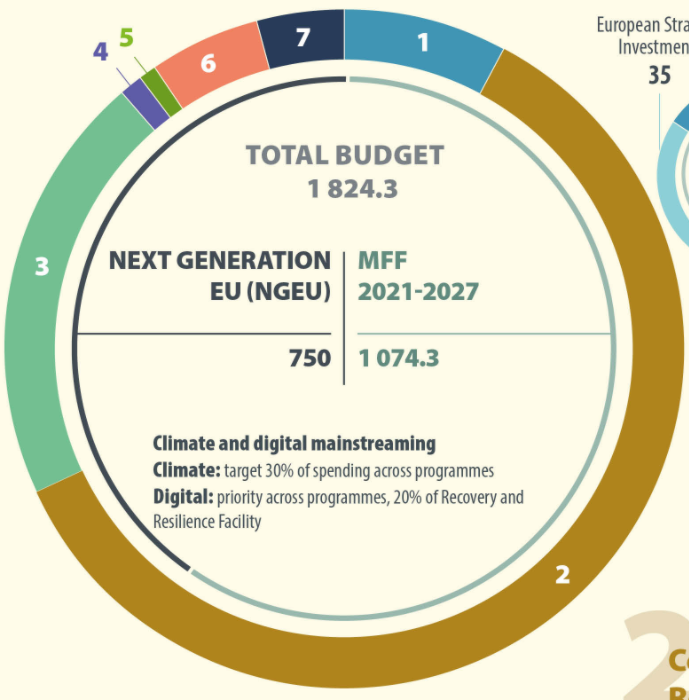 European Stra
Investmen
35
1
2
3
4
5
6
7
TOTAL BUDGET
1 824.3
NEXT GENERATION
EU (NGEU)
750
MFF
2021-2027
1 074.3
Climate and digital mainstreaming
Climate: target 30% of spending across programmes
Digital: priority across programmes, 20% of Recovery and
Resilience Facility
2